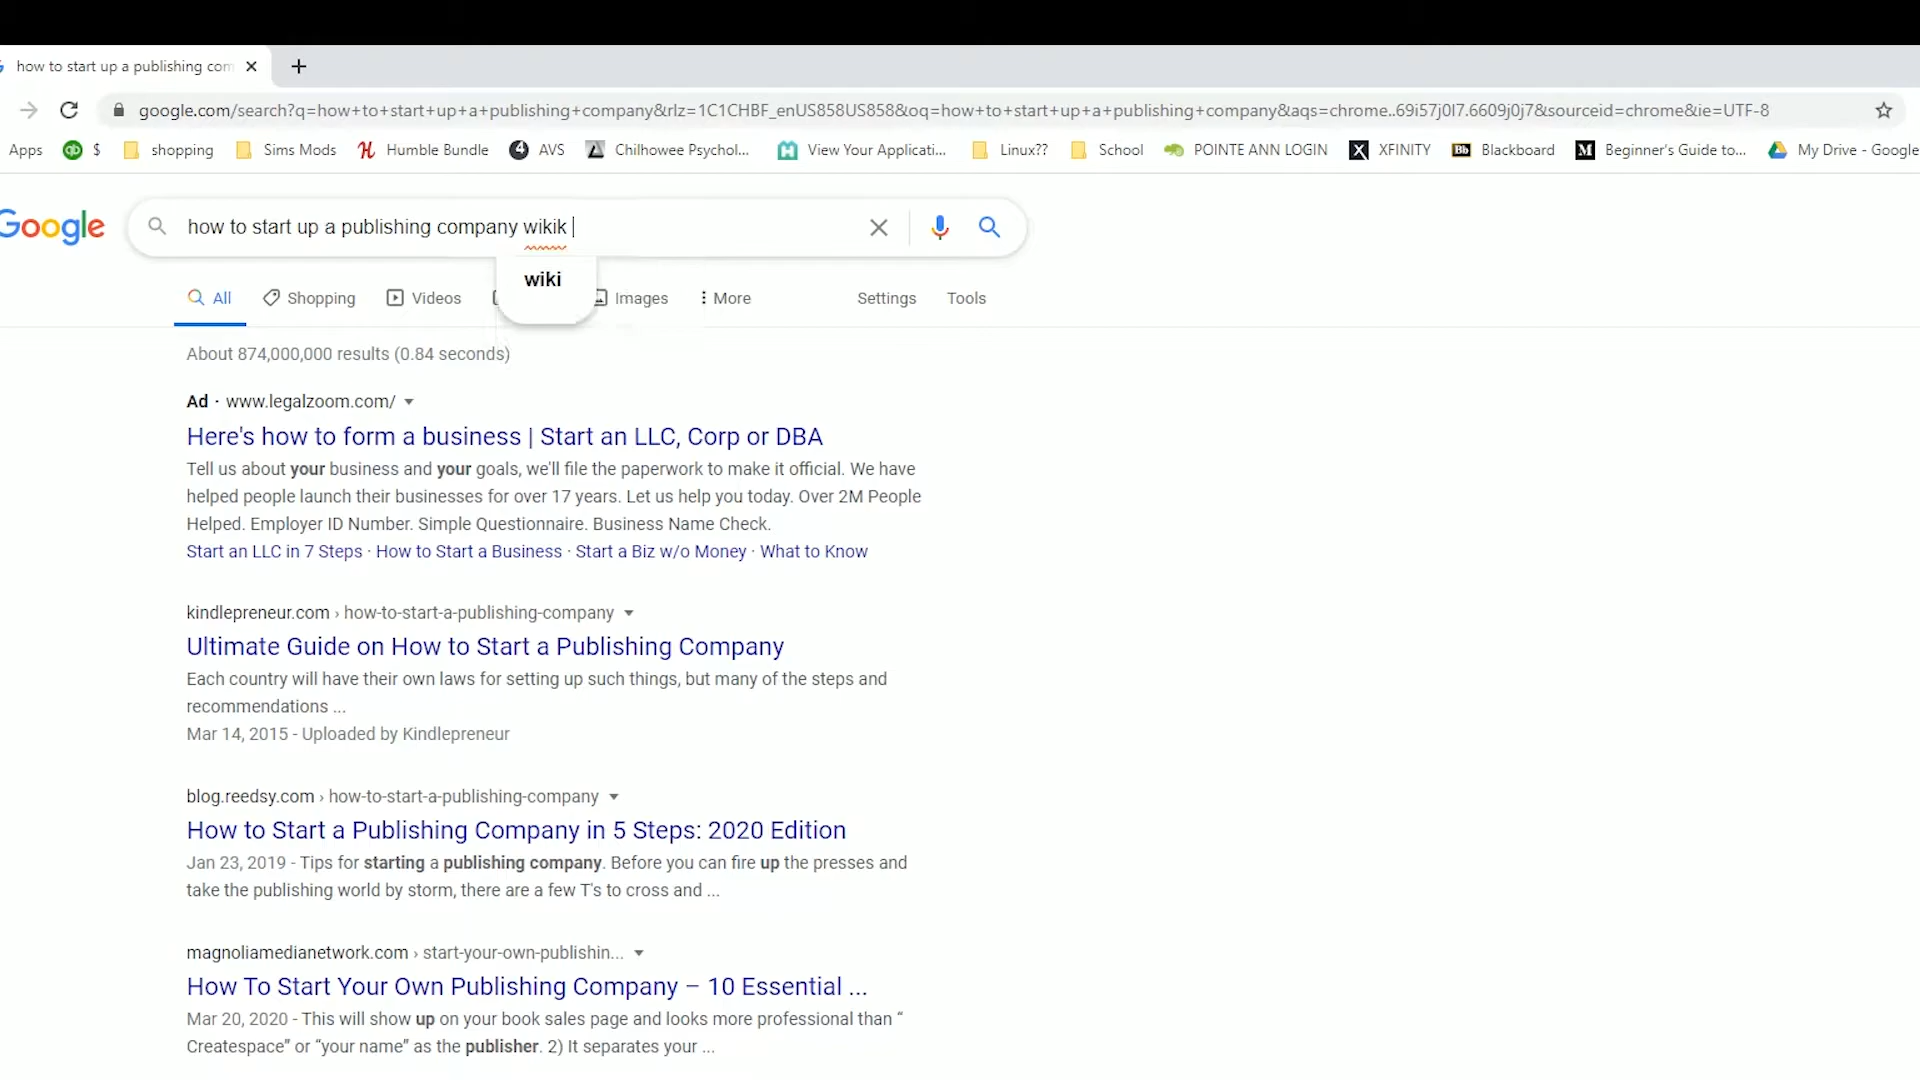 how to start up a publishing com
google.com/search?q=how+to+start+up+a+publishing+company&rlz=1C1CHBF_enUS858US858&oq=how+to+start+up+a+publishing+company&aqs=chrome..69i57j0l7.6609j0j7&sourceid=chrome&ie=UTF-8
Apps $ shopping Sims Mods Humble Bundle AVS Chilhowee Psychol... View Your Applicati... Linux?? School POINTE ANN LOGIN XFINITY Blackboard Beginner's Guide to... My Drive - Google
Google how to start up a publishing company wikik
wiki
All Shopping Videos Images More Settings Tools
About 874,000,000 results (0.84 seconds)
Ad · www.legalzoom.com/
Here's how to form a business | Start an LLC, Corp or DBA
Tell us about your business and your goals, we'll file the paperwork to make it official. We have
helped people launch their businesses for over 17 years. Let us help you today. Over 2M People
Helped. Employer ID Number. Simple Questionnaire. Business Name Check.
Start an LLC in 7 Steps · How to Start a Business · Start a Biz w/o Money · What to Know
kindlepreneur.com › how-to-start-a-publishing-company
Ultimate Guide on How to Start a Publishing Company
Each country will have their own laws for setting up such things, but many of the steps and
recommendations ...
Mar 14, 2015 - Uploaded by Kindlepreneur
blog.reedsy.com › how-to-start-a-publishing-company
How to Start a Publishing Company in 5 Steps: 2020 Edition
Jan 23, 2019 - Tips for starting a publishing company. Before you can fire up the presses and
take the publishing world by storm, there are a few T's to cross and ...
magnoliamedianetwork.com › start-your-own-publishin...
How To Start Your Own Publishing Company – 10 Essential ...
Mar 20, 2020 - This will show up on your book sales page and looks more professional than “
Createspace” or “your name” as the publisher. 2) It separates your ...